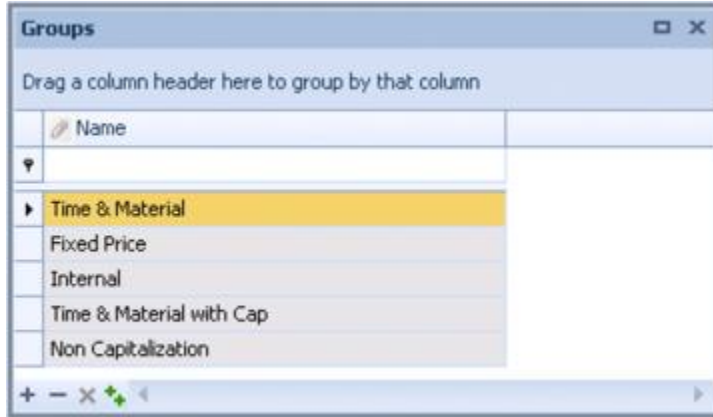 Groups
Drag a column header here to group by that column
Name
Time & Material
Fixed Price
Internal
Time & Material with Cap
Non Capitalization